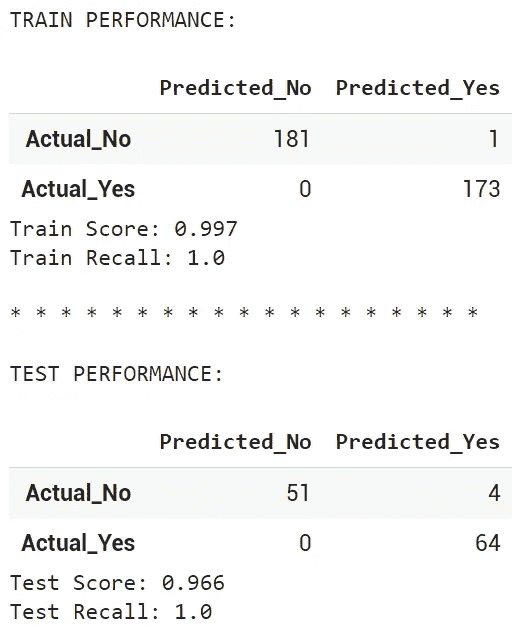 TRAIN PERFORMANCE:
Predicted_No Predicted_Yes
Actual_No 181 1
Actual_Yes 0 173
Train Score: 0.997
Train Recall: 1.0
* * * * * * * * * * * * * * * * * * *
TEST PERFORMANCE:
Predicted_No Predicted_Yes
Actual_No 51 4
Actual_Yes 0 64
Test Score: 0.966
Test Recall: 1.0